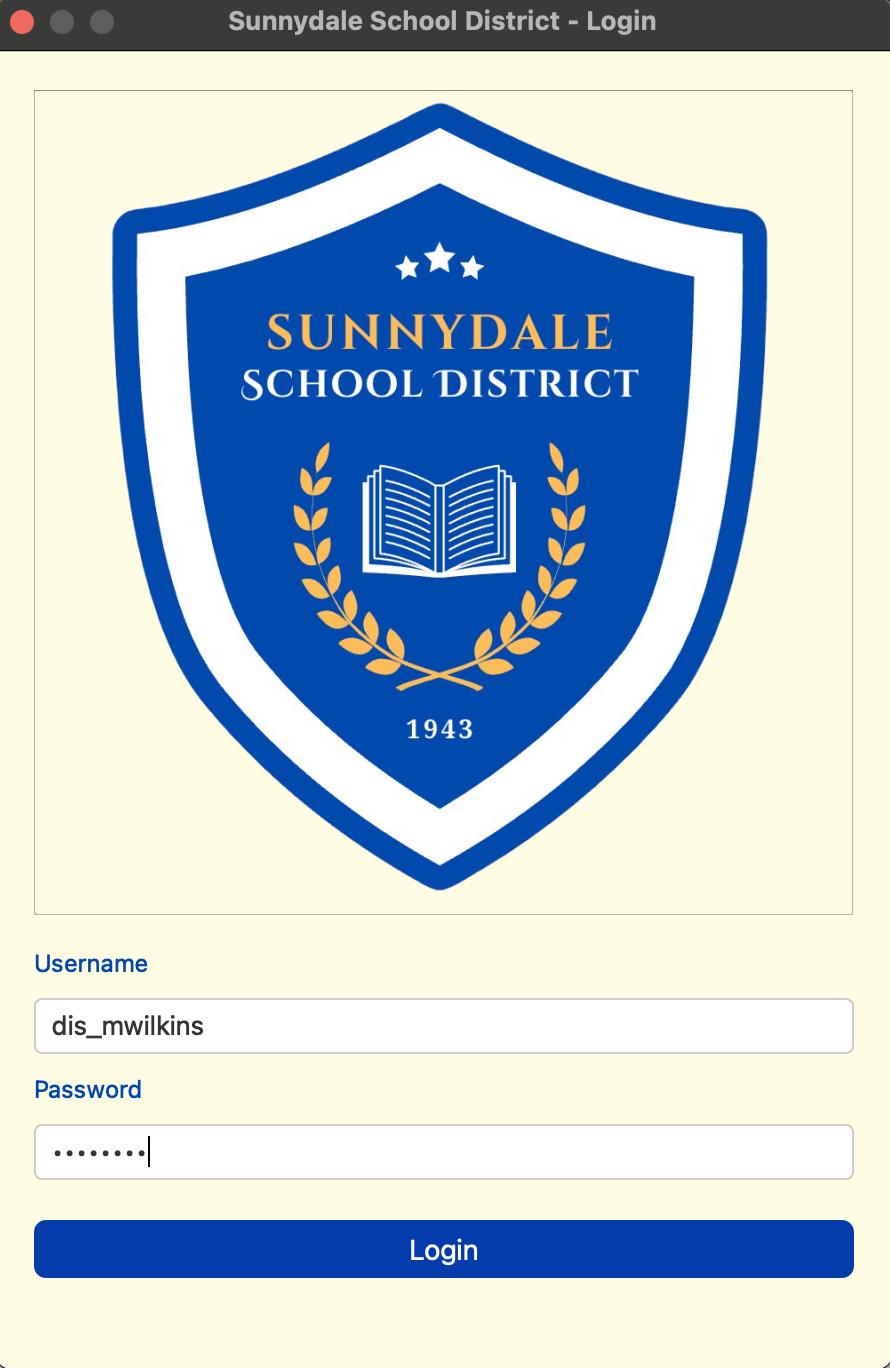 Sunnydale School District - Login
SUNNYDALE
SCHOOL DISTRICT
1943
Username
dis_mwilkins
Password
••••••••
Login